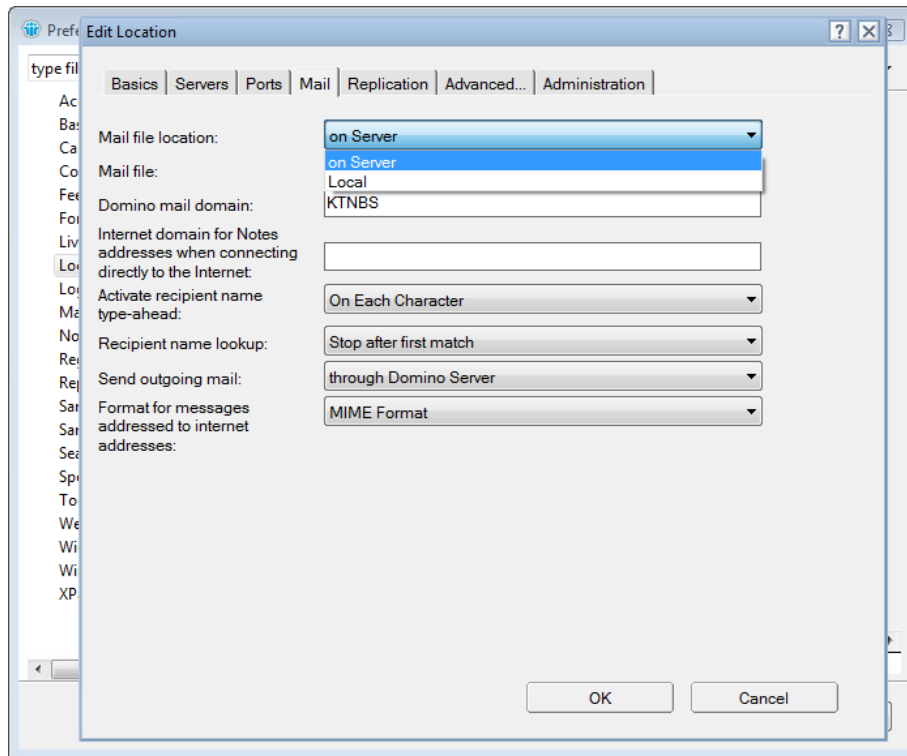 Prefe
Edit Location
type fil
Basics Servers Ports Mail Replication Advanced... Administration
Ac
Bas
Ca
Co
Fee
For
Liv
Loc
Log
Ma
No
Reg
Rep
Sar
Sar
Sea
Spe
To
We
Wi
Wi
XP
Mail file location: on Server
on Server
Local
Mail file:
Domino mail domain: KTNBS
Internet domain for Notes
addresses when connecting
directly to the Internet:
Activate recipient name
type-ahead: On Each Character
Recipient name lookup: Stop after first match
Send outgoing mail: through Domino Server
Format for messages
addressed to internet
addresses: MIME Format
OK Cancel